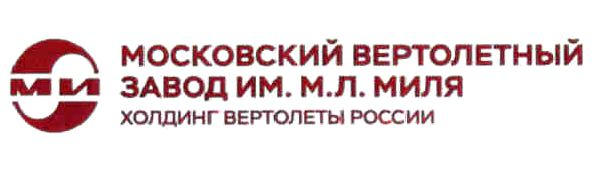 МИ
МОСКОВСКИЙ ВЕРТОЛЕТНЫЙ
ЗАВОД ИМ. М.Л. МИЛЯ
ХОЛДИНГ ВЕРТОЛЕТЫ РОССИИ